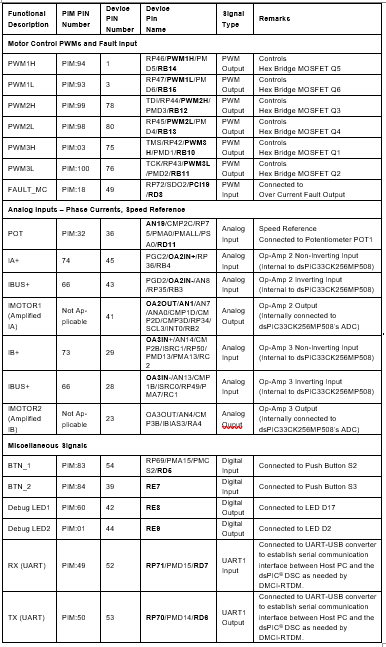 Functional Description | PIM PIN Number | Device PIN Number | Device Pin Name | Signal Type | Remarks
Motor Control PWMs and Fault Input
PWM1H | PIM:94 | 1 | RP46/PWM1H/PMD5/RB14 | PWM Output | Controls Hex Bridge MOSFET Q5
PWM1L | PIM:93 | 3 | RP47/PWM1L/PMD6/RB15 | PWM Output | Controls Hex Bridge MOSFET Q6
PWM2H | PIM:99 | 78 | TDI/RP44/PWM2H/PMD3/RB12 | PWM Output | Controls Hex Bridge MOSFET Q3
PWM2L | PIM:98 | 80 | RP45/PWM2L/PMD4/RB13 | PWM Output | Controls Hex Bridge MOSFET Q4
PWM3H | PIM:03 | 75 | TMS/RP42/PWM3H/PMD1/RB10 | PWM Output | Controls Hex Bridge MOSFET Q1
PWM3L | PIM:100 | 76 | TCK/RP43/PWM3L/PMD2/RB11 | PWM Output | Controls Hex Bridge MOSFET Q2
FAULT_MC | PIM:18 | 49 | RP72/SDO2/PCI19/RD8 | PWM Input | Connected to Over Current Fault Output
Analog Inputs – Phase Currents, Speed Reference
POT | PIM:32 | 36 | AN19/CMP2C/RP75/PMA0/PMALL/PSA0/RD11 | Analog Input | Speed Reference Connected to Potentiometer POT1
IA+ | 74 | 45 | PGC2/OA2IN+/RP36/RB4 | Analog Input | Op-Amp 2 Non-Inverting Input (Internal to dsPIC33CK256MP508)
IBUS+ | 66 | 43 | PGD2/OA2IN-/AN8/RP35/RB3 | Analog Input | Op-Amp 2 Inverting Input (Internal to dsPIC33CK256MP508)
IMOTOR1 (Amplified IA) | Not Ap-plicable | 41 | OA2OUT/AN1/AN7/ANA0/CMP1D/CMP2D/CMP3D/RP34/SCL3/INT0/RB2 | Analog Output | Op-Amp 2 Output (Internally connected to dsPIC33CK256MP508's ADC)
IB+ | 73 | 29 | OA3IN+/AN14/CMP2B/ISRC1/RP50/PMD13/PMA13/RC2 | Analog Input | Op-Amp 3 Non-Inverting Input (Internal to dsPIC33CK256MP508)
IBUS+ | 66 | 28 | OA3IN-/AN13/CMP1B/ISRC0/RP49/PMA7/RC1 | Analog Input | Op-Amp 3 Inverting Input (Internal to dsPIC33CK256MP508)
IMOTOR2 (Amplified IB) | Not Ap-plicable | 23 | OA3OUT/AN4/CMP3B/IBIAS3/RA4 | Analog Output | Op-Amp 3 Output (Internally connected to dsPIC33CK256MP508's ADC)
Miscellaneous Signals
BTN_1 | PIM:83 | 54 | RP69/PMA15/PMCS2/RD5 | Digital Input | Connected to Push Button S2
BTN_2 | PIM:84 | 39 | RE7 | Digital Input | Connected to Push Button S3
Debug LED1 | PIM:60 | 42 | RE8 | Digital Output | Connected to LED D17
Debug LED2 | PIM:01 | 44 | RE9 | Digital Output | Connected to LED D2
RX (UART) | PIM:49 | 52 | RP71/PMD15/RD7 | UART1 Input | Connected to UART-USB converter to establish serial communication interface between Host PC and the dsPIC® DSC as needed by DMCI-RTDM.
TX (UART) | PIM:50 | 53 | RP70/PMD14/RD6 | UART1 Output | Connected to UART-USB converter to establish serial communication interface between Host PC and the dsPIC® DSC as needed by DMCI-RTDM.